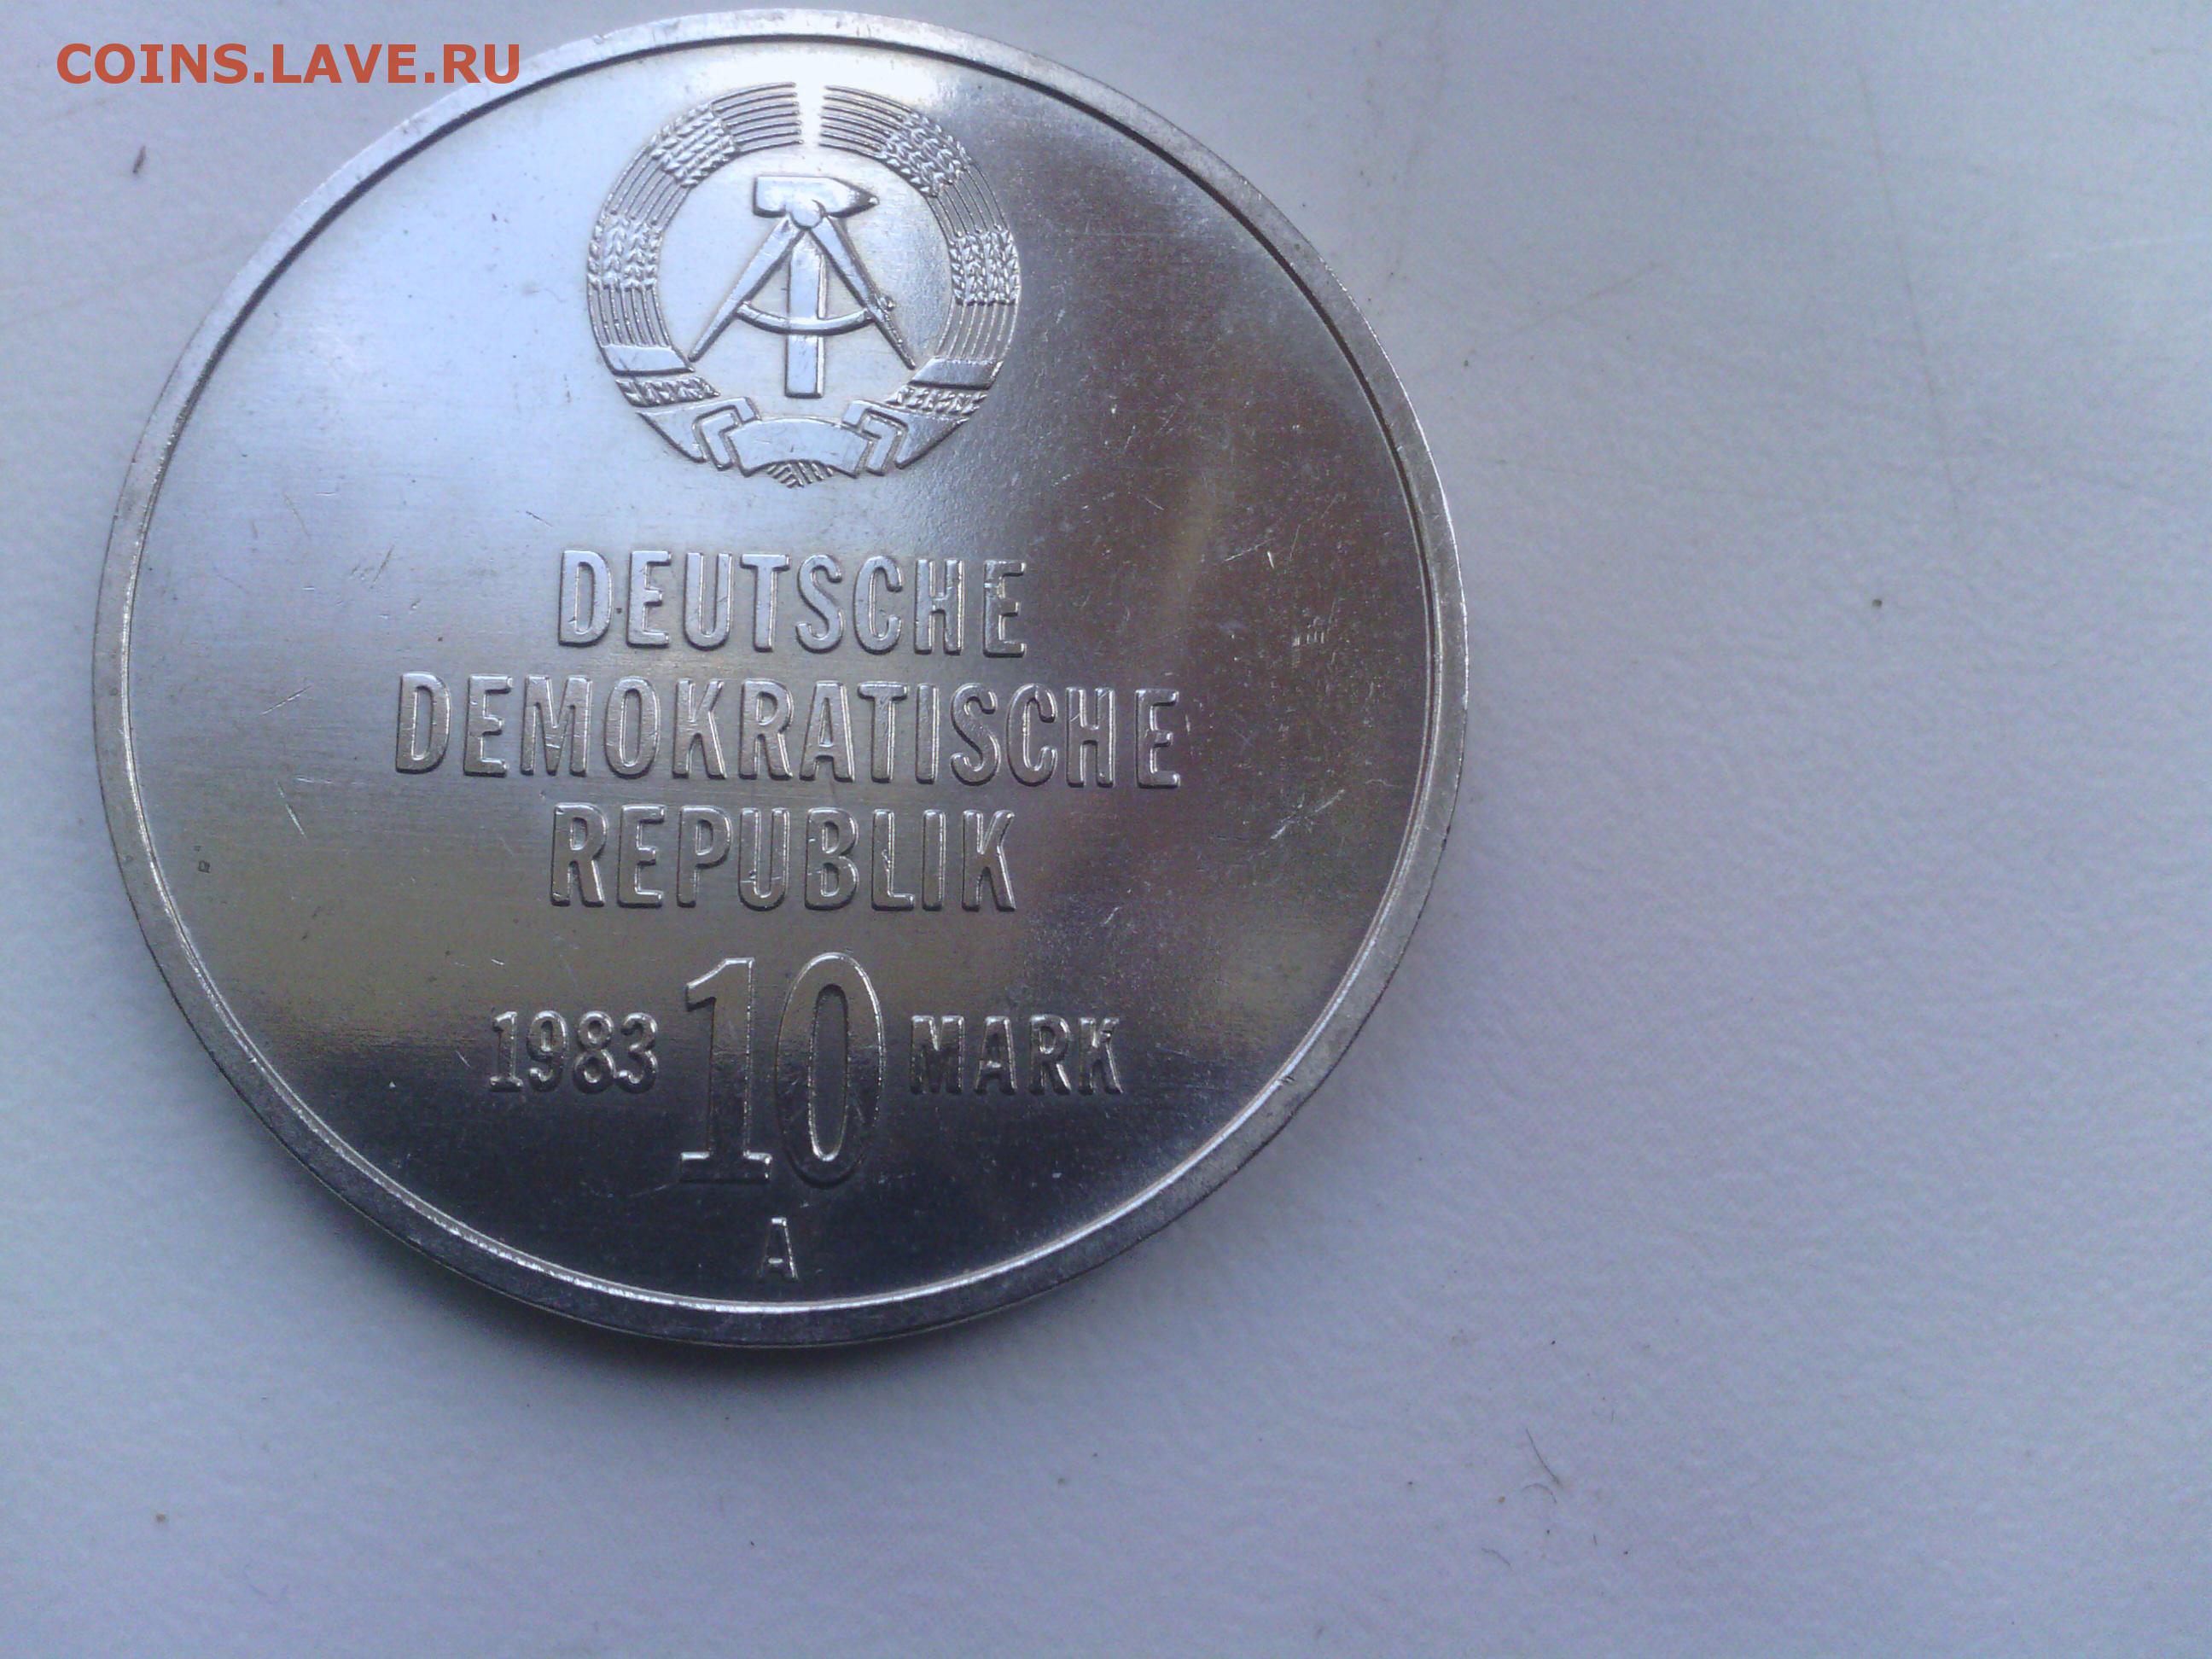 COINS.LAVE.RU
DEUTSCHE
DEMOKRATISCHE
REPUBLIK
1983 10 MARK
A